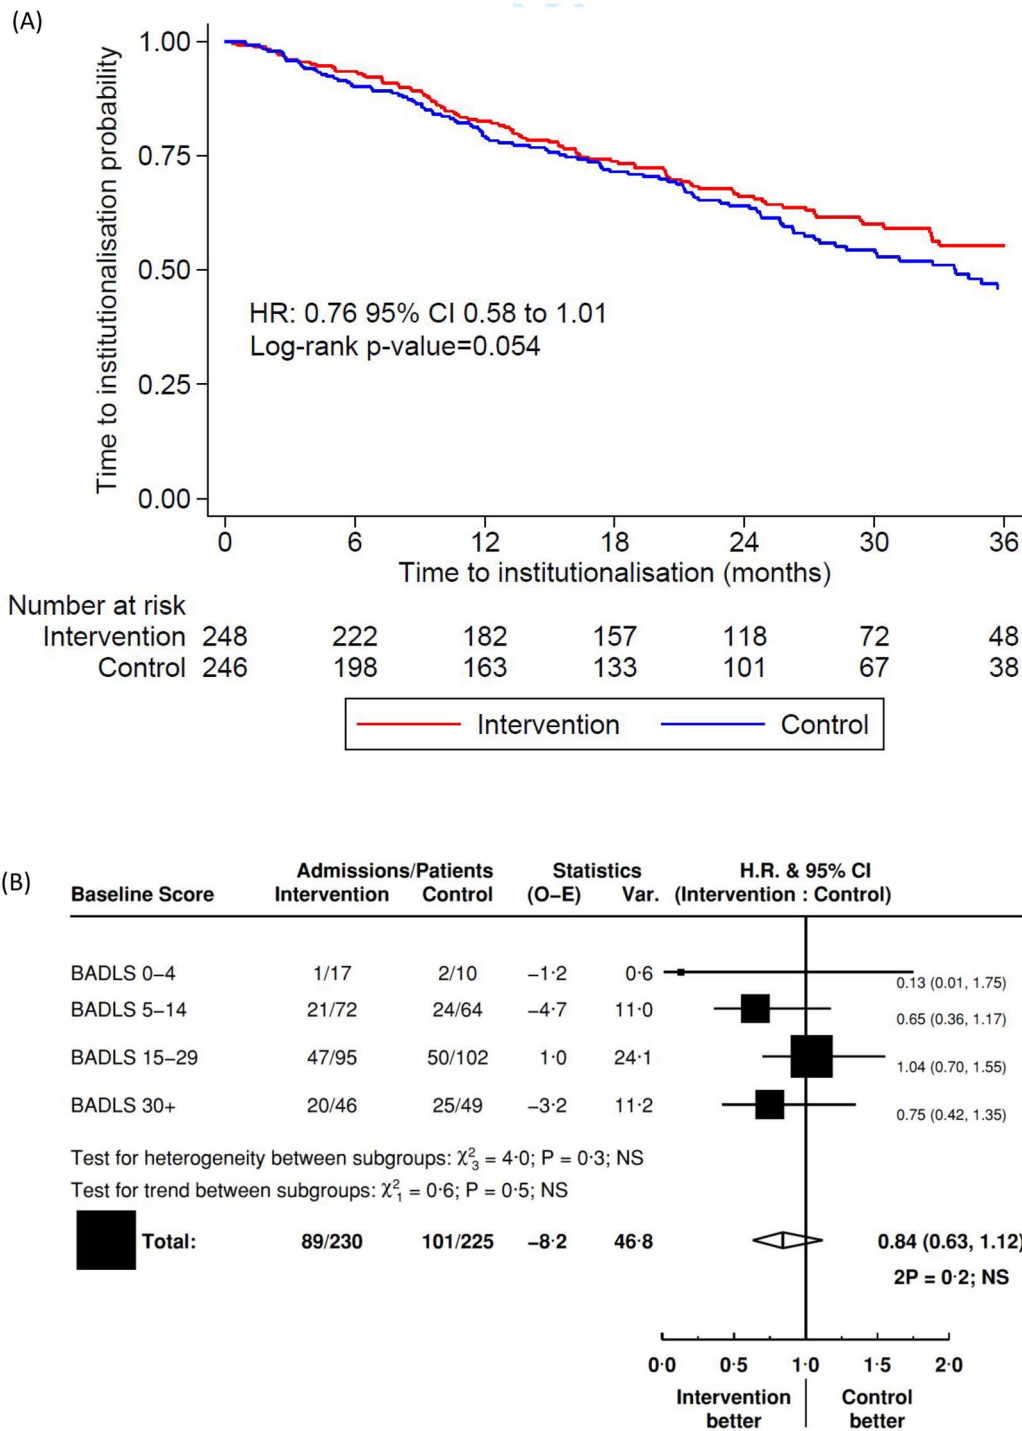 (A)
Time to institutionalisation probability
1.00
0.75
0.50
0.25
0.00
HR: 0.76 95% CI 0.58 to 1.01
Log-rank p-value=0.054
0 6 12 18 24 30 36
Time to institutionalisation (months)
Number at risk
Intervention 248 222 182 157 118 72 48
Control 246 198 163 133 101 67 38
Intervention Control
(B)
Admissions/Patients Statistics H.R. & 95% CI
Baseline Score Intervention Control (O–E) Var. (Intervention : Control)
BADLS 0–4 1/17 2/10 –1·2 0·6 0.13 (0.01, 1.75)
BADLS 5–14 21/72 24/64 –4·7 11·0 0.65 (0.36, 1.17)
BADLS 15–29 47/95 50/102 1·0 24·1 1.04 (0.70, 1.55)
BADLS 30+ 20/46 25/49 –3·2 11·2 0.75 (0.42, 1.35)
Test for heterogeneity between subgroups: χ²₃ = 4·0; P = 0·3; NS
Test for trend between subgroups: χ²₁ = 0·6; P = 0·5; NS
Total: 89/230 101/225 –8·2 46·8 0.84 (0.63, 1.12)
2P = 0·2; NS
0·0 0·5 1·0 1·5 2·0
Intervention Control
better better